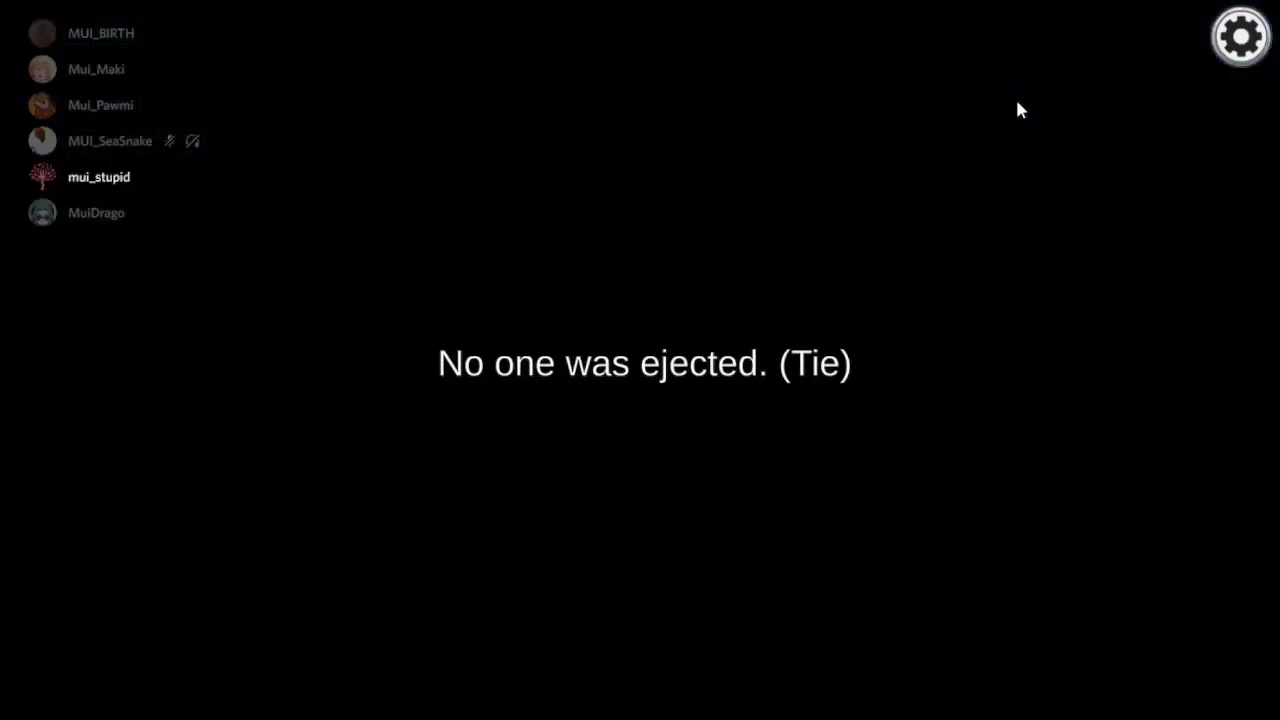 MUI_BIRTH
Mui_Maki
Mui_Pawmi
MUI_SeaSnake
mui_stupid
MuiDrago
No one was ejected. (Tie)